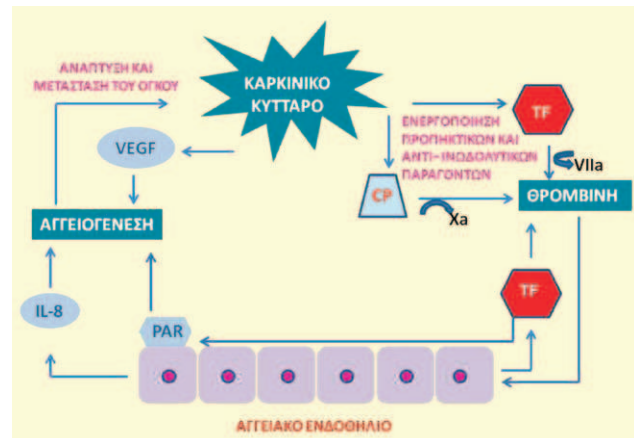 ΑΝΑΠΤΥΞΗ ΚΑΙ
ΜΕΤΑΣΤΑΣΗ ΤΟΥ ΟΓΚΟΥ
ΚΑΡΚΙΝΙΚΟ
ΚΥΤΤΑΡΟ
TF
ΕΝΕΡΓΟΠΟΙΗΣΗ
ΠΡΟΠΗΚΤΙΚΩΝ ΚΑΙ
ΑΝΤΙ–ΙΝΩΔΟΛΥΤΙΚΩΝ
ΠΑΡΑΓΟΝΤΩΝ
VEGF
VIIa
CP
Xa
ΘΡΟΜΒΙΝΗ
ΑΓΓΕΙΟΓΕΝΕΣΗ
TF
IL-8
PAR
ΑΓΓΕΙΑΚΟ ΕΝΔΟΘΗΛΙΟ